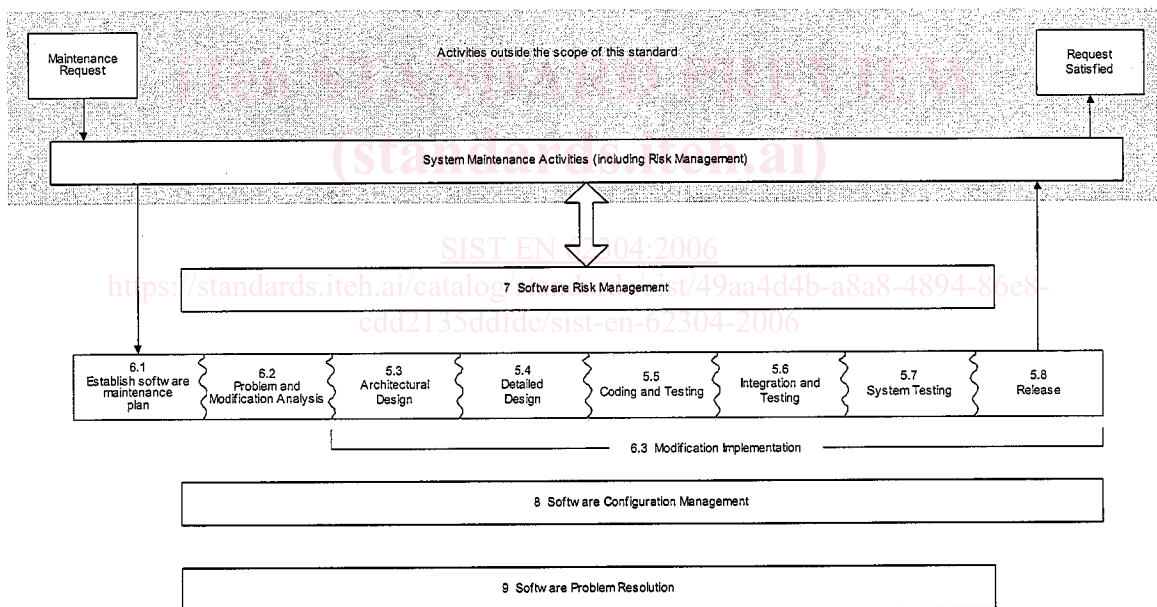 Maintenance
Request
Activities outside the scope of this standard
Request
Satisfied
iTeh STANDARD PREVIEW
(standards.iteh.ai)
System Maintenance Activities (including Risk Management)
SIST EN 62304:2006
7 Software Risk Management
https://standards.iteh.ai/catalog/standards/sist/49aa4d4b-a8a8-4894-86e8-
cdd2135ddfdc/sist-en-62304-2006
6.1
Establish software
maintenance
plan
6.2
Problem and
Modification Analysis
5.3
Architectural
Design
5.4
Detailed
Design
5.5
Coding and Testing
5.6
Integration and
Testing
5.7
System Testing
5.8
Release
6.3 Modification Implementation
8 Software Configuration Management
9 Software Problem Resolution